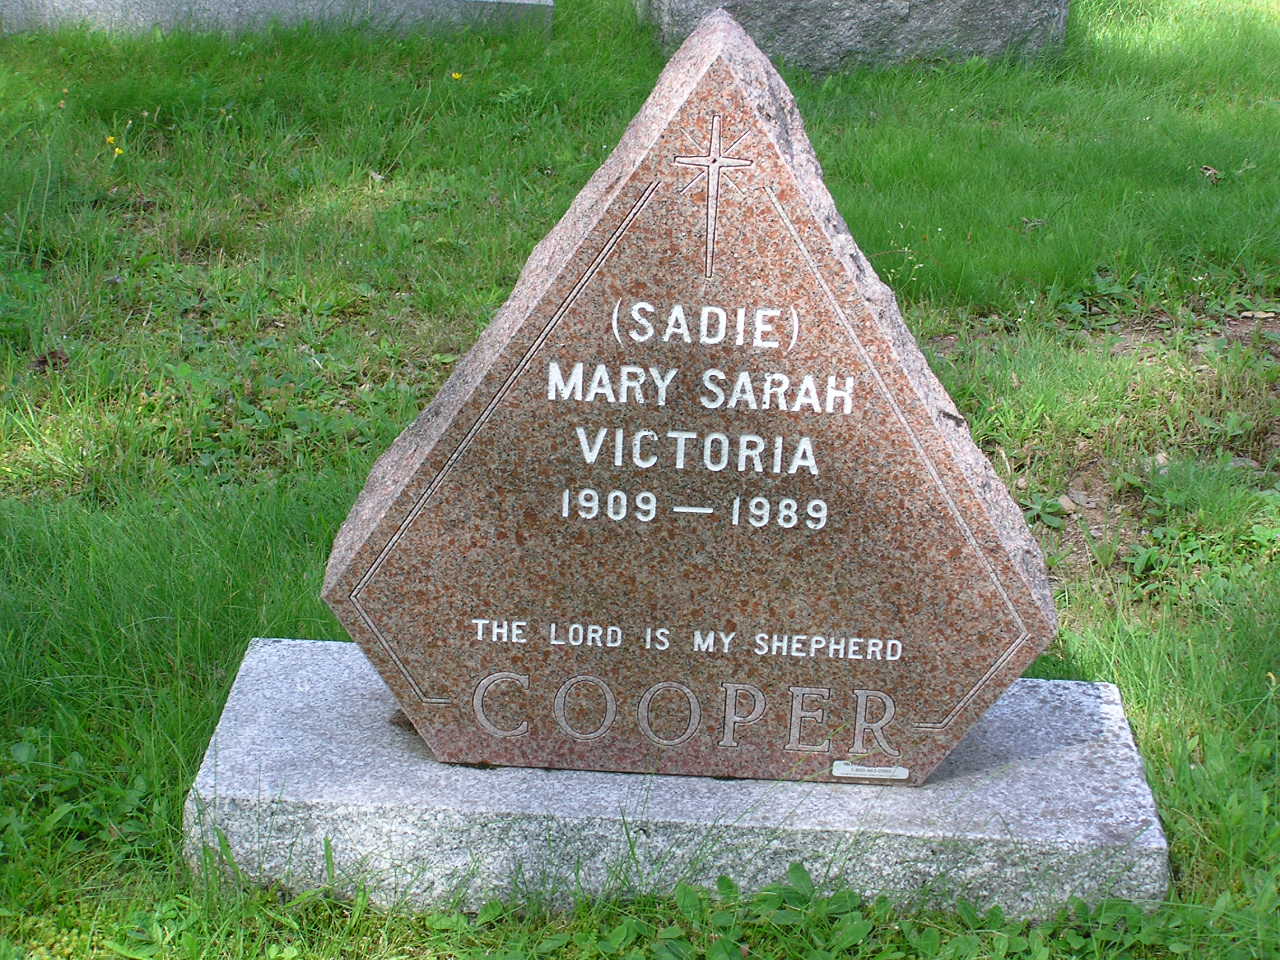 (SADIE)
MARY SARAH
VICTORIA
1909 — 1989
THE LORD IS MY SHEPHERD
COOPER